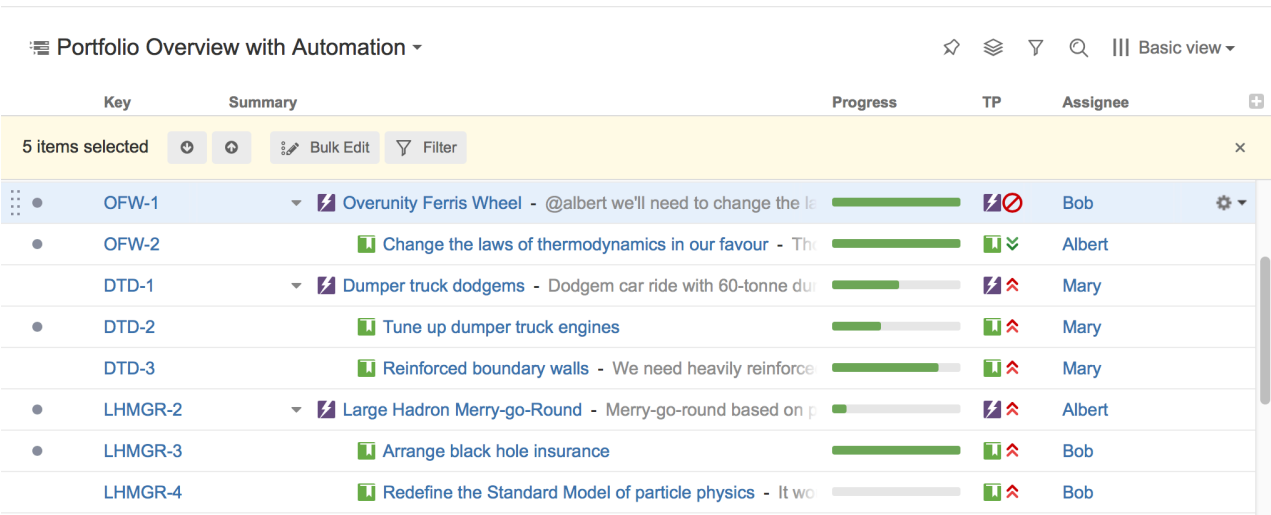 Portfolio Overview with Automation
Basic view
Key Summary Progress TP Assignee
5 items selected Bulk Edit Filter
OFW-1 Overunity Ferris Wheel - @albert we'll need to change the la Bob
OFW-2 Change the laws of thermodynamics in our favour - Tho Albert
DTD-1 Dumper truck dodgems - Dodgem car ride with 60-tonne du Mary
DTD-2 Tune up dumper truck engines Mary
DTD-3 Reinforced boundary walls - We need heavily reinforce Mary
LHMGR-2 Large Hadron Merry-go-Round - Merry-go-round based on p Albert
LHMGR-3 Arrange black hole insurance Bob
LHMGR-4 Redefine the Standard Model of particle physics - It wo Bob